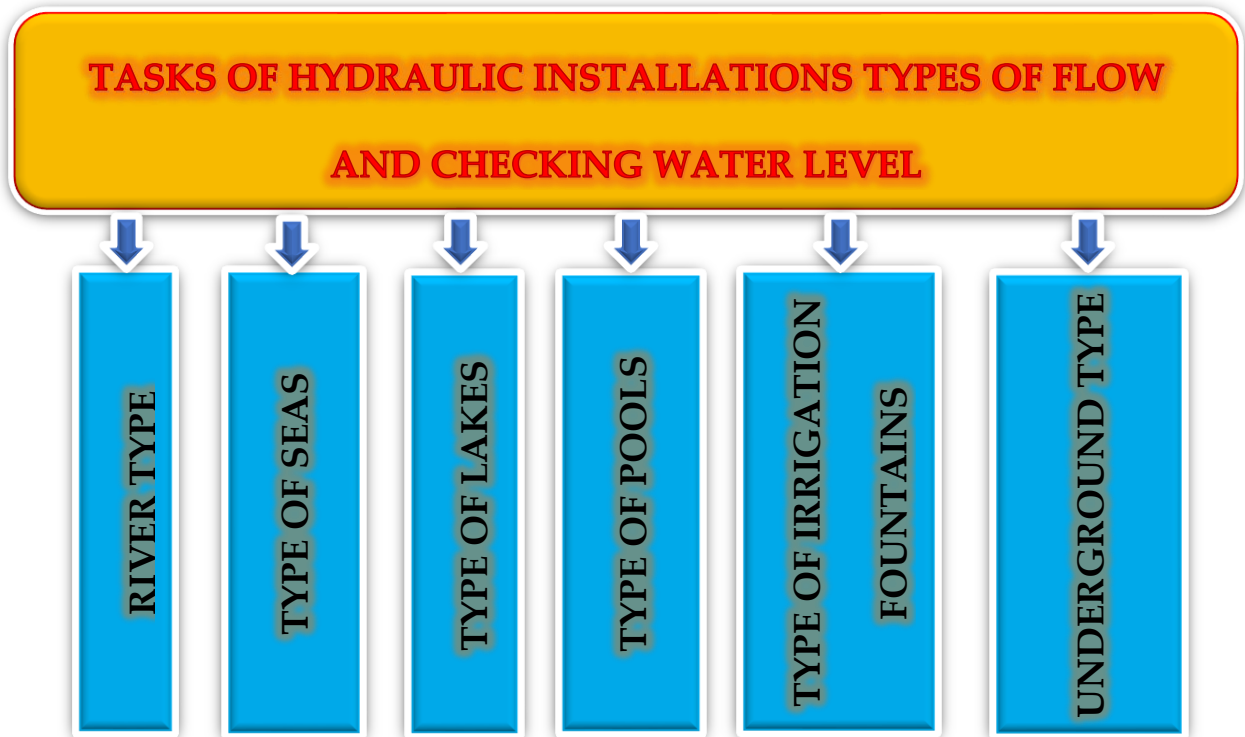 TASKS OF HYDRAULIC INSTALLATIONS TYPES OF FLOW
AND CHECKING WATER LEVEL
RIVER TYPE
TYPE OF SEAS
TYPE OF LAKES
TYPE OF POOLS
TYPE OF IRRIGATION
FOUNTAINS
UNDERGROUND TYPE